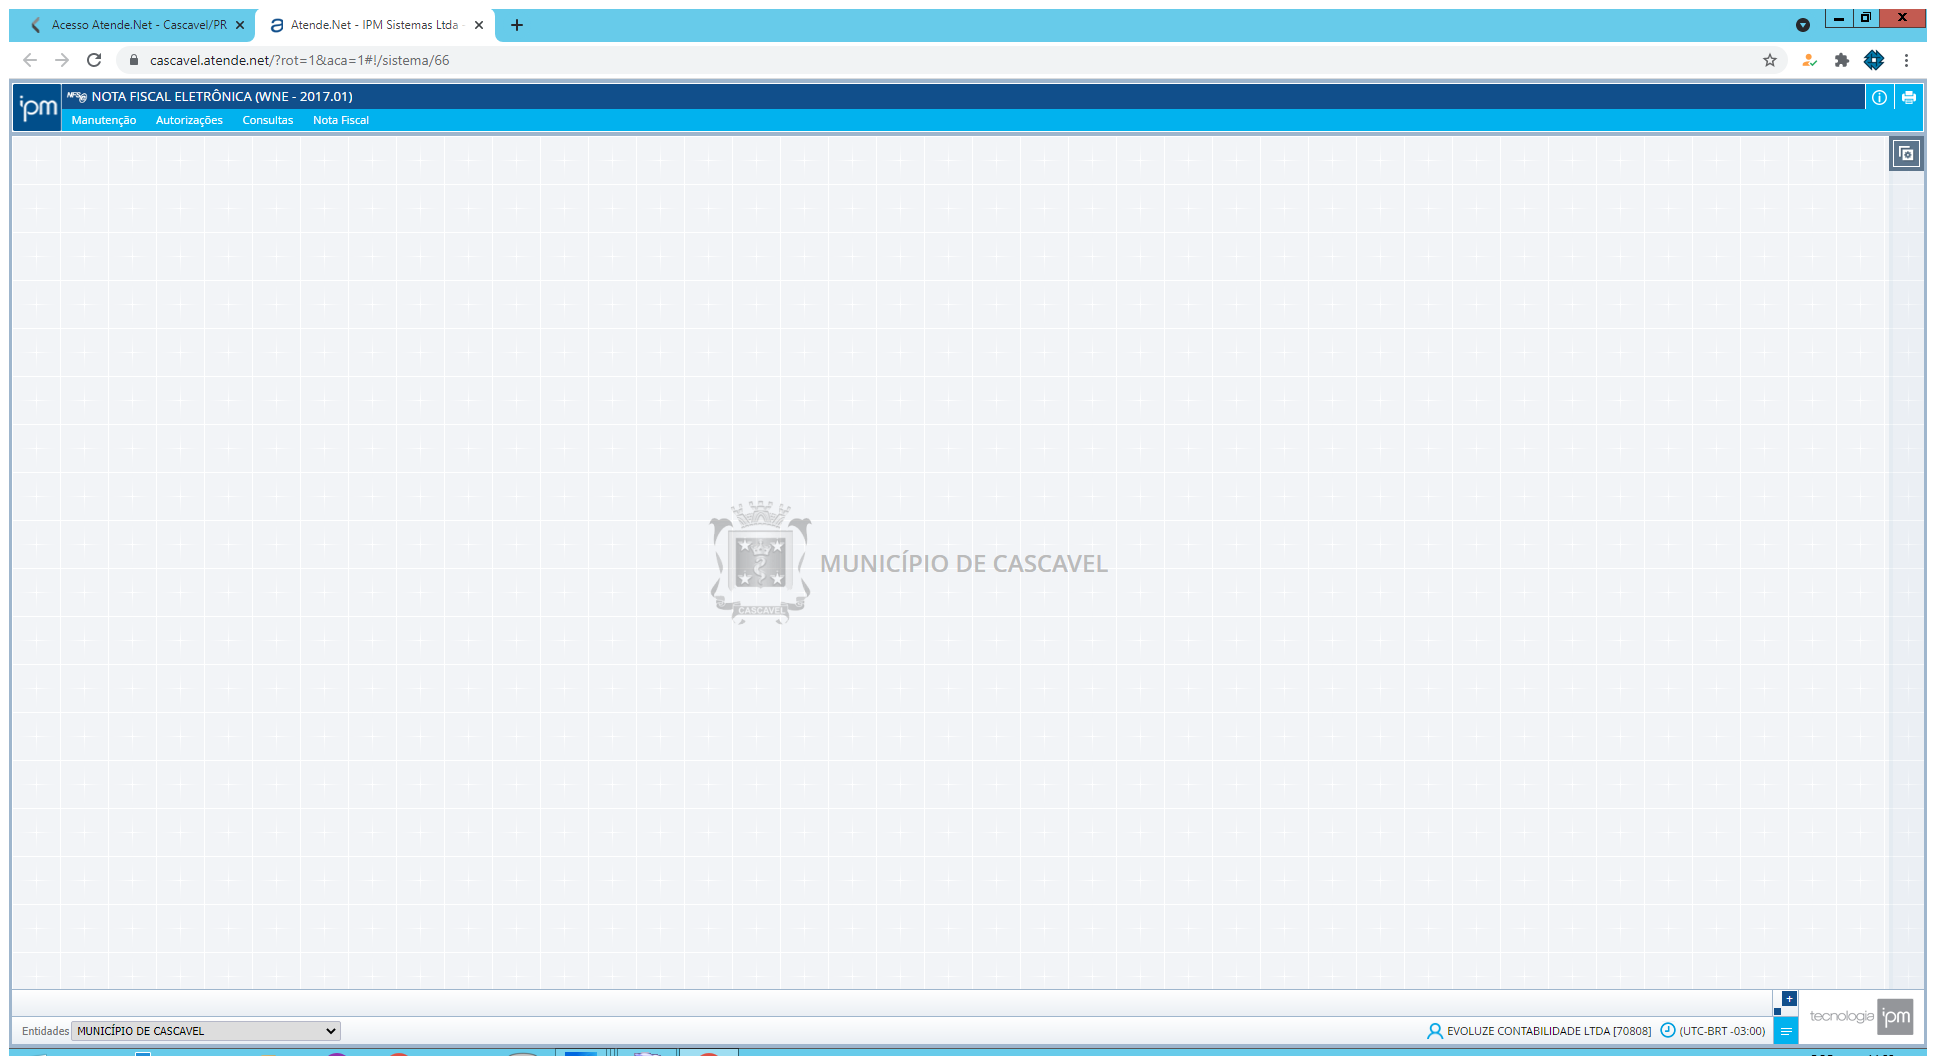 Acesso Atende.Net - Cascavel/PR
Atende.Net - IPM Sistemas Ltda -
cascavel.atende.net/?rot=1&aca=1#!/sistema/66
ipm
NFS-e NOTA FISCAL ELETRÔNICA (WNE - 2017.01)
Manutenção Autorizações Consultas Nota Fiscal
CASCAVEL
MUNICÍPIO DE CASCAVEL
Entidades MUNICÍPIO DE CASCAVEL
EVOLUZE CONTABILIDADE LTDA [70808] (UTC-BRT -03:00)
tecnologia ipm